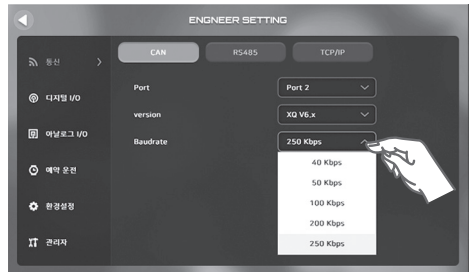 ENGNEER SETTING
CAN
RS485
TCP/IP
통신
디지털 I/O
아날로그 I/O
예약 운전
환경설정
관리자
Port
Port 2
version
XQ V6.x
Baudrate
250 Kbps
40 Kbps
50 Kbps
100 Kbps
200 Kbps
250 Kbps